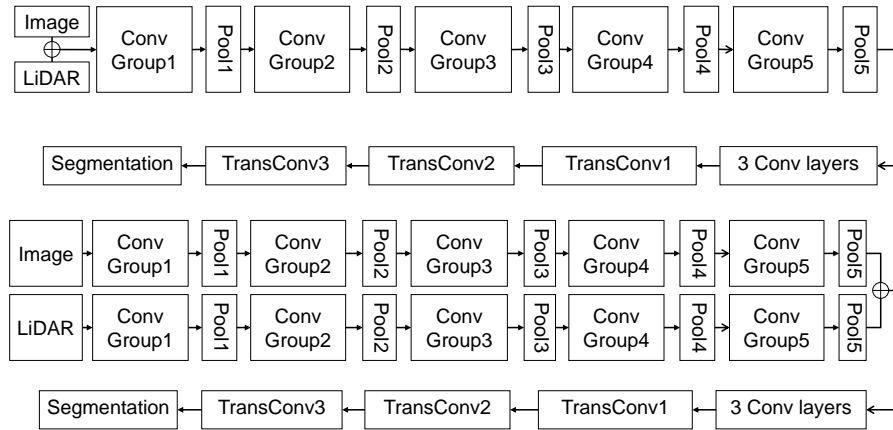 Image
LiDAR
Conv
Group1
Pool1
Conv
Group2
Pool2
Conv
Group3
Pool3
Conv
Group4
Pool4
Conv
Group5
Pool5
Segmentation
TransConv3
TransConv2
TransConv1
3 Conv layers
Image
Conv
Group1
Pool1
Conv
Group2
Pool2
Conv
Group3
Pool3
Conv
Group4
Pool4
Conv
Group5
Pool5
LiDAR
Conv
Group1
Pool1
Conv
Group2
Pool2
Conv
Group3
Pool3
Conv
Group4
Pool4
Conv
Group5
Pool5
Segmentation
TransConv3
TransConv2
TransConv1
3 Conv layers